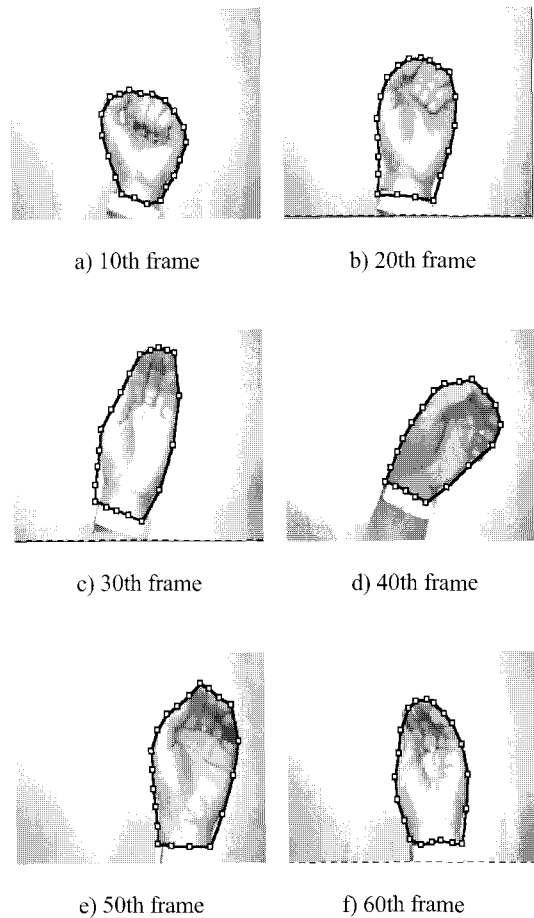 a) 10th frame
b) 20th frame
c) 30th frame
d) 40th frame
e) 50th frame
f) 60th frame